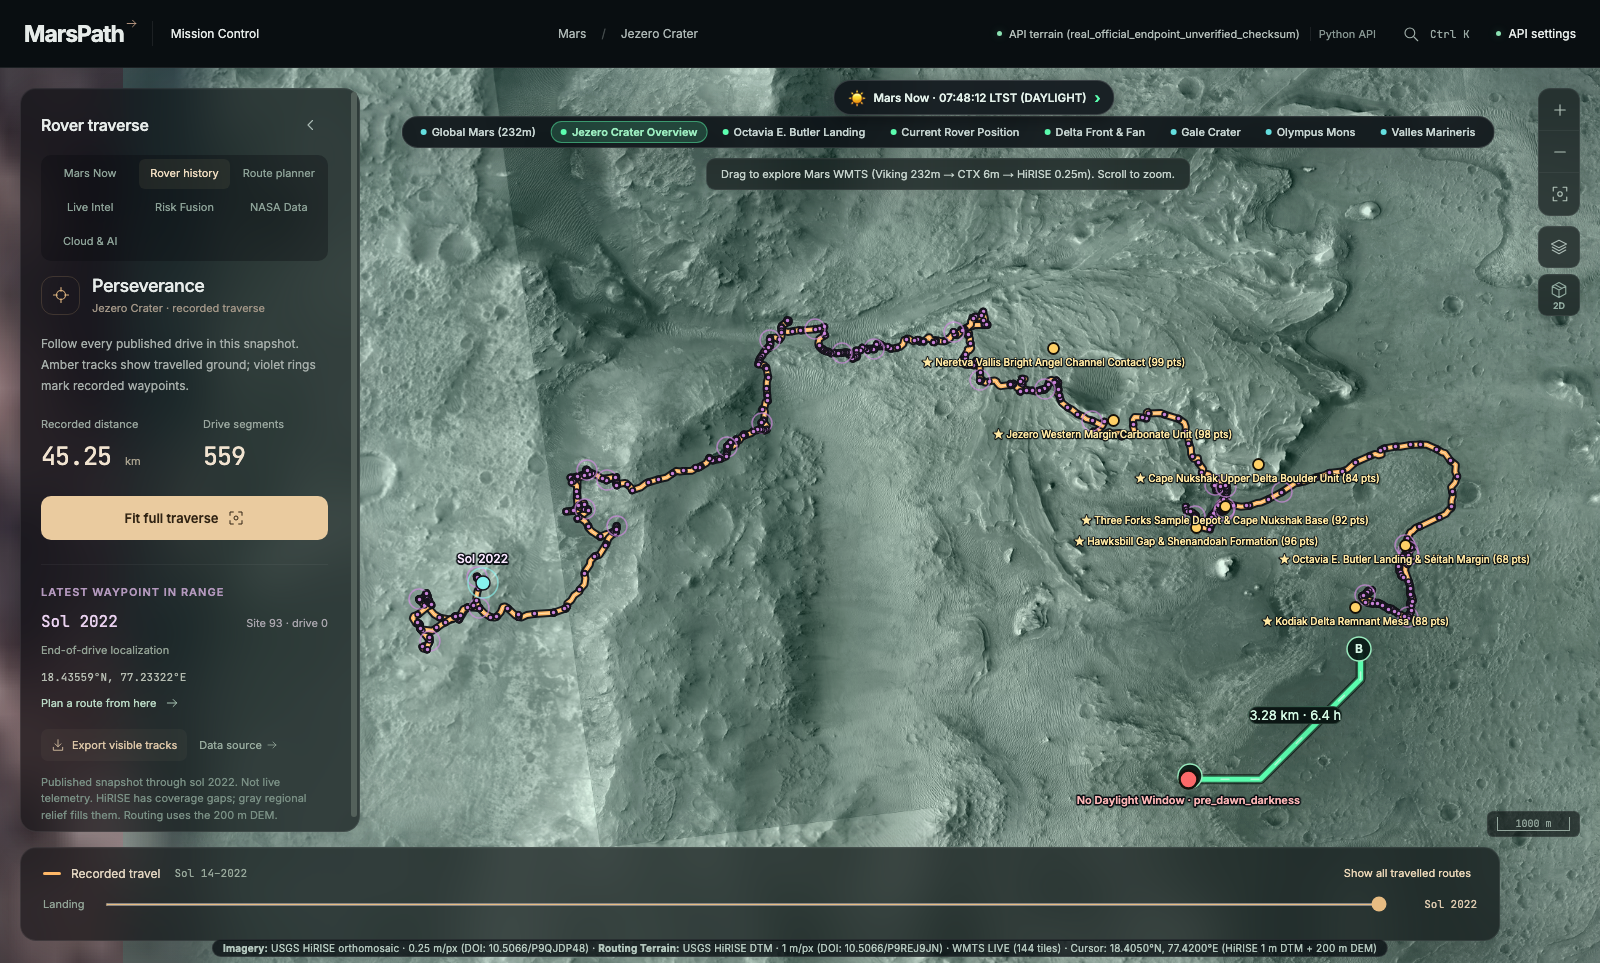 MarsPath →
Mission Control
Mars / Jezero Crater
API terrain (real_official_endpoint_unverified_checksum)
Python API
Ctrl K
API settings
Mars Now · 07:48:12 LTST (DAYLIGHT) ›
Global Mars (232m)
Jezero Crater Overview
Octavia E. Butler Landing
Current Rover Position
Delta Front & Fan
Gale Crater
Olympus Mons
Valles Marineris
Drag to explore Mars WMTS (Viking 232m → CTX 6m → HiRISE 0.25m). Scroll to zoom.
2D
Rover traverse
Mars Now
Rover history
Route planner
Live Intel
Risk Fusion
NASA Data
Cloud & AI
Perseverance
Jezero Crater · recorded traverse
Follow every published drive in this snapshot.
Amber tracks show travelled ground; violet rings
mark recorded waypoints.
Recorded distance
Drive segments
45.25 km
559
Fit full traverse
LATEST WAYPOINT IN RANGE
Sol 2022
Site 93 · drive 0
End-of-drive localization
18.43559°N, 77.23322°E
Plan a route from here →
Export visible tracks
Data source →
Published snapshot through sol 2022. Not live
telemetry. HiRISE has coverage gaps; gray regional
relief fills them. Routing uses the 200 m DEM.
Sol 2022
★ Neretva Vallis Bright Angel Channel Contact (99 pts)
★ Jezero Western Margin Carbonate Unit (98 pts)
★ Cape Nukshak Upper Delta Boulder Unit (84 pts)
★ Three Forks Sample Depot & Cape Nukshak Base (92 pts)
★ Hawksbill Gap & Shenandoah Formation (96 pts)
★ Octavia E. Butler Landing & Séítah Margin (68 pts)
★ Kodiak Delta Remnant Mesa (88 pts)
B
3.28 km · 6.4 h
No Daylight Window · pre_dawn_darkness
1000 m
Recorded travel
Sol 14–2022
Show all travelled routes
Landing
Sol 2022
Imagery: USGS HiRISE orthomosaic · 0.25 m/px (DOI: 10.5066/P9QJDP48) · Routing Terrain: USGS HiRISE DTM · 1 m/px (DOI: 10.5066/P9REJ9JN) · WMTS LIVE (144 tiles) · Cursor: 18.4050°N, 77.4200°E (HiRISE 1 m DTM + 200 m DEM)